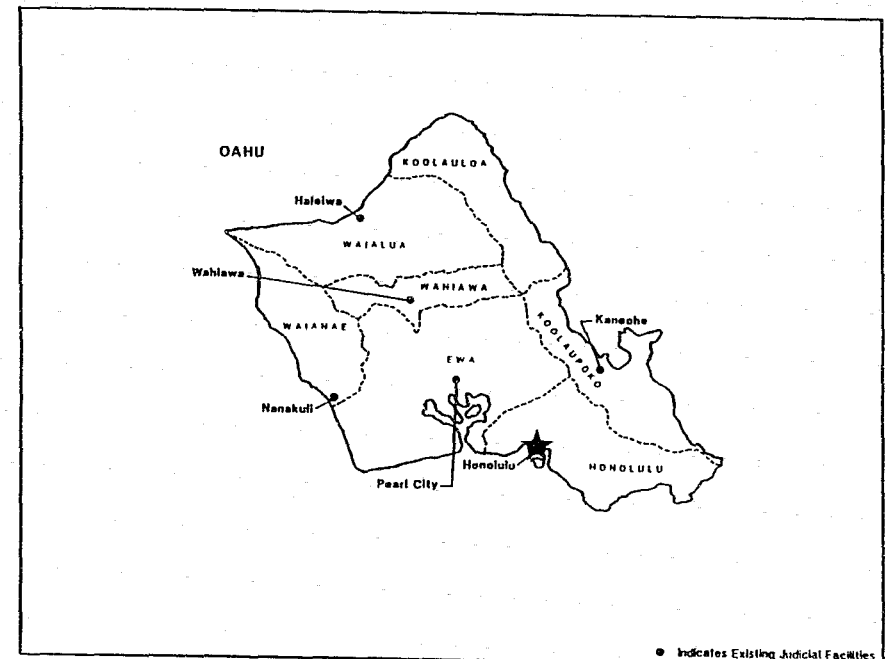 OAHU
KOOLAULOA
Haleiwa
WAIALUA
Wahiawa
WAHIAWA
WAIANAE
KOOLAUPOKO
Kaneohe
EWA
Nanakuli
Honolulu
HONOLULU
Pearl City
● Indicates Existing Judicial Facilities